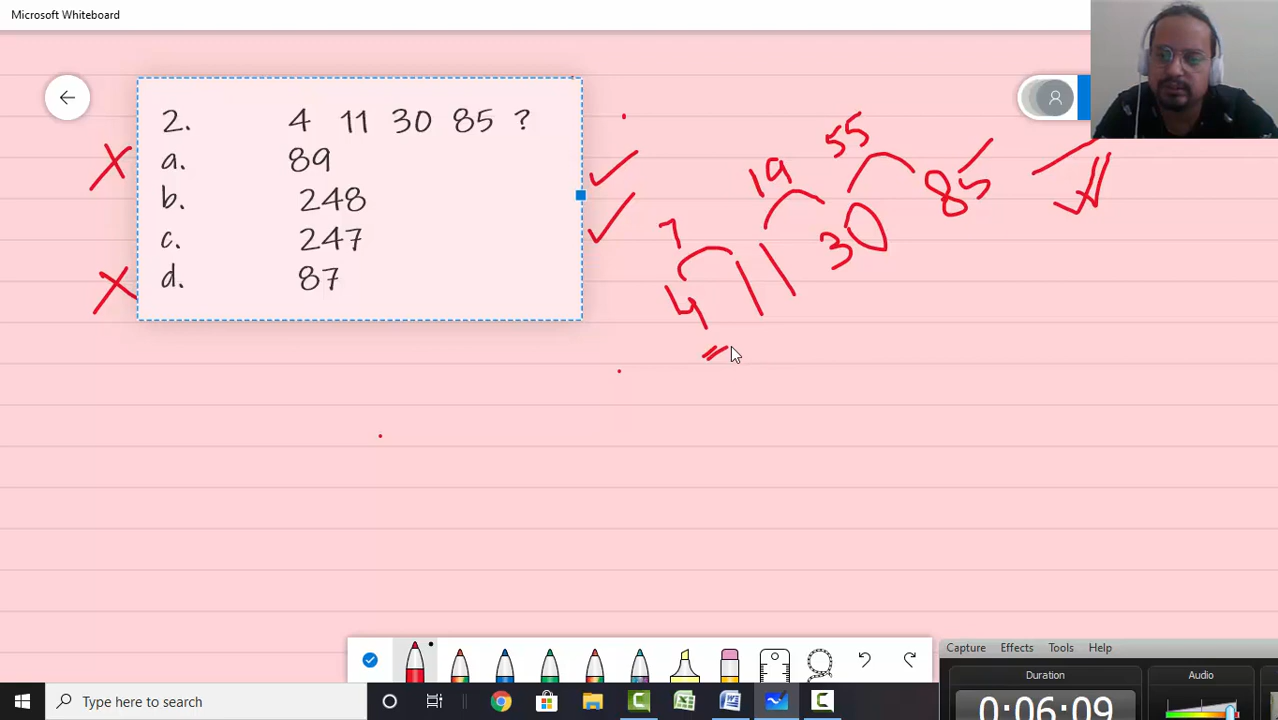 Microsoft Whiteboard
2. 4 11 30 85 ?
a. 89
b. 248
c. 247
d. 87
7 19 55
4 11 30 85
Capture Effects Tools Help
Duration Audio
0:06:09
Type here to search